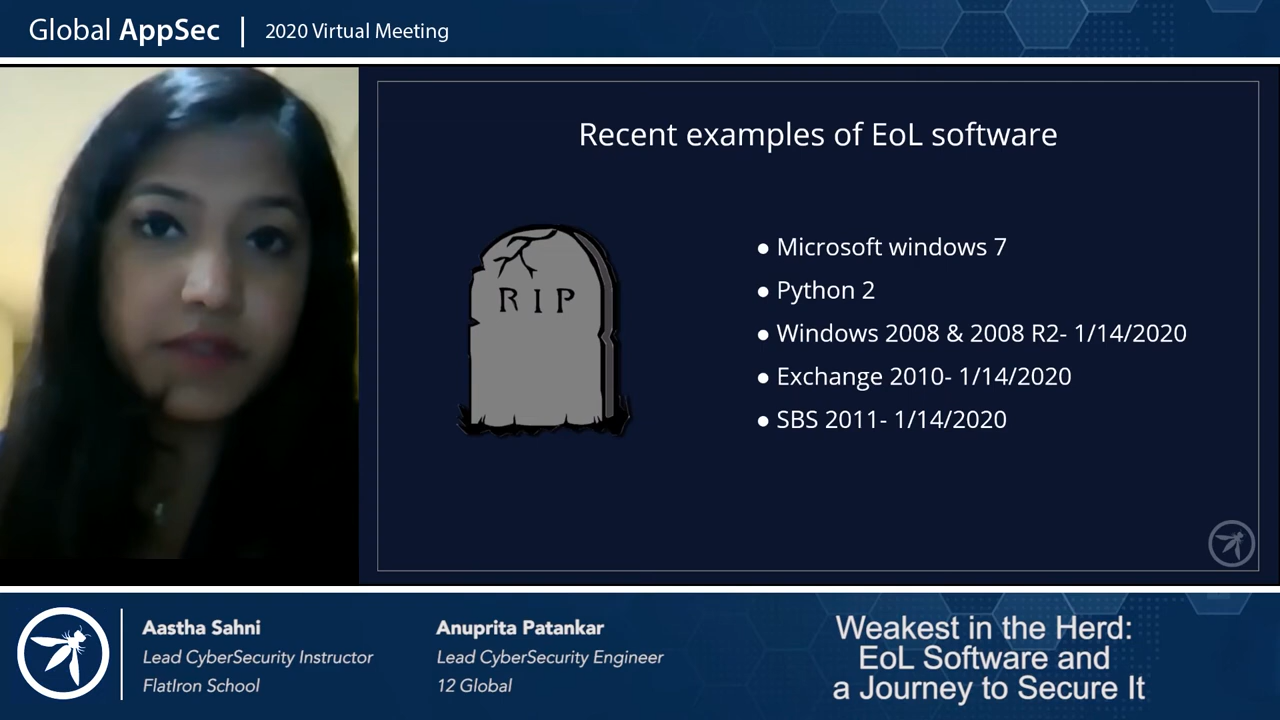 Global AppSec | 2020 Virtual Meeting
Recent examples of EoL software
RIP
● Microsoft windows 7
● Python 2
● Windows 2008 & 2008 R2- 1/14/2020
● Exchange 2010- 1/14/2020
● SBS 2011- 1/14/2020
Aastha Sahni
Lead CyberSecurity Instructor
FlatIron School
Anuprita Patankar
Lead CyberSecurity Engineer
12 Global
Weakest in the Herd:
EoL Software and
a Journey to Secure It